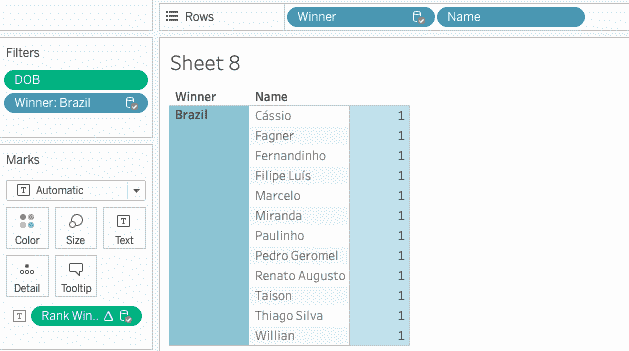 Rows Winner Name
Filters
DOB
Winner: Brazil
Sheet 8
Winner Name
Brazil Cássio 1
Fagner 1
Fernandinho 1
Filipe Luís 1
Marcelo 1
Miranda 1
Paulinho 1
Pedro Geromel 1
Renato Augusto 1
Taison 1
Thiago Silva 1
Willian 1
Marks
T Automatic
Color Size T Text
Detail Tooltip
T Rank Win.. Δ